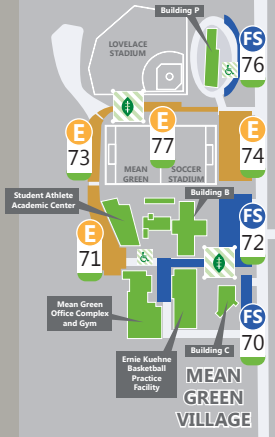 Building P
LOVELACE
STADIUM
FS
76
E
73
E
77
E
74
MEAN
GREEN
SOCCER
STADIUM
Student Athlete
Academic Center
Building B
FS
72
E
71
Mean Green
Office Complex
and Gym
Ernie Kuehne
Basketball
Practice
Facility
Building C
FS
70
MEAN
GREEN
VILLAGE